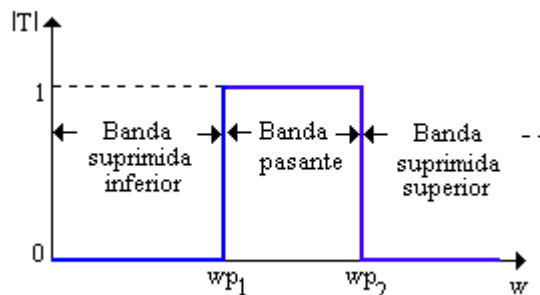 |T|
1
Banda suprimida inferior
Banda pasante
Banda suprimida superior
0
wp1
wp2
w